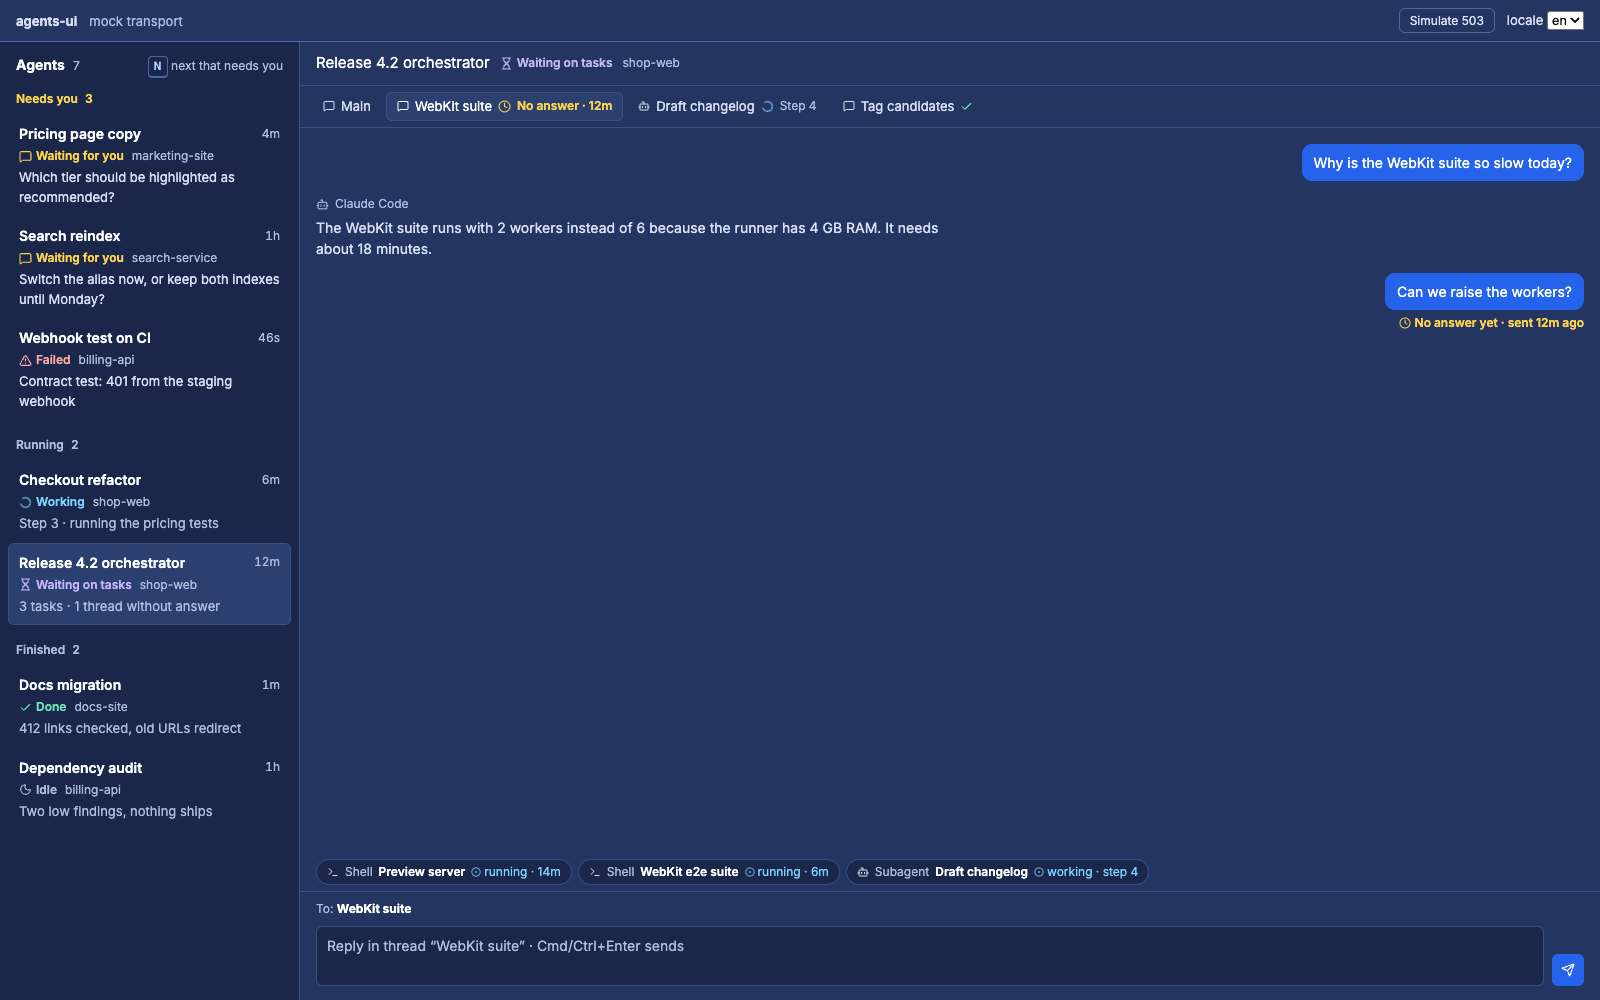 agents-ui mock transport
Simulate 503 locale en
Agents 7 N next that needs you
Needs you 3
Pricing page copy 4m
Waiting for you marketing-site
Which tier should be highlighted as
recommended?
Search reindex 1h
Waiting for you search-service
Switch the alias now, or keep both indexes
until Monday?
Webhook test on CI 46s
Failed billing-api
Contract test: 401 from the staging
webhook
Running 2
Checkout refactor 6m
Working shop-web
Step 3 · running the pricing tests
Release 4.2 orchestrator 12m
Waiting on tasks shop-web
3 tasks · 1 thread without answer
Finished 2
Docs migration 1m
Done docs-site
412 links checked, old URLs redirect
Dependency audit 1h
Idle billing-api
Two low findings, nothing ships
Release 4.2 orchestrator Waiting on tasks shop-web
Main WebKit suite No answer · 12m Draft changelog Step 4 Tag candidates
Why is the WebKit suite so slow today?
Claude Code
The WebKit suite runs with 2 workers instead of 6 because the runner has 4 GB RAM. It needs
about 18 minutes.
Can we raise the workers?
No answer yet · sent 12m ago
Shell Preview server running · 14m Shell WebKit e2e suite running · 6m Subagent Draft changelog working · step 4
To: WebKit suite
Reply in thread “WebKit suite” · Cmd/Ctrl+Enter sends